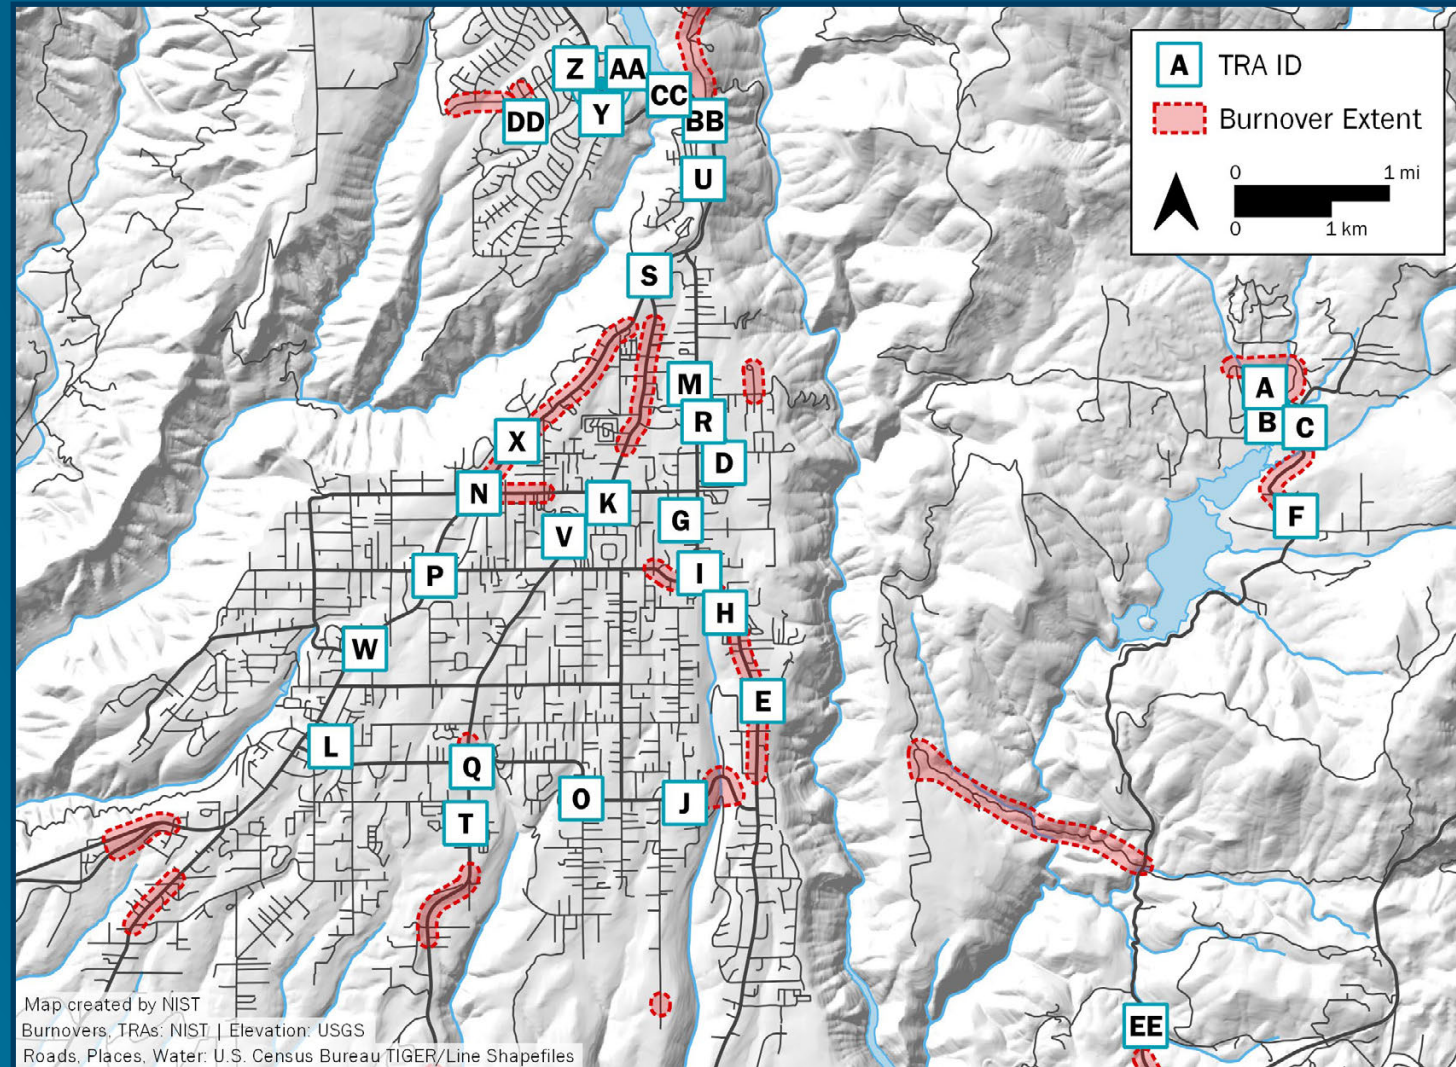 A TRA ID
Burnover Extent
0 1 mi
0 1 km
Z AA
CC
DD Y BB
U
S
M
A
R
B C
X
D
N K
F
G
V
I
P
H
W
E
L
Q
O J
T
EE
Map created by NIST
Burnovers, TRAs: NIST | Elevation: USGS
Roads, Places, Water: U.S. Census Bureau TIGER/Line Shapefiles